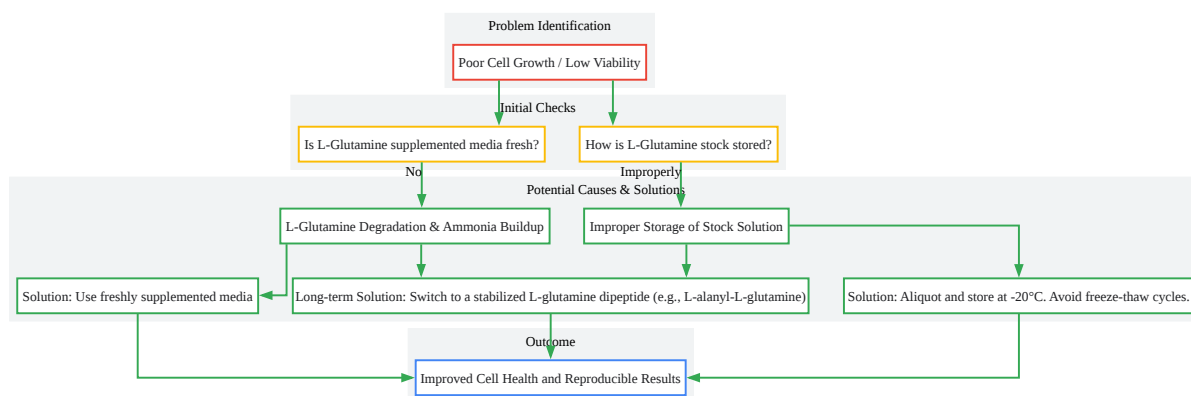 Problem Identification
Poor Cell Growth / Low Viability
Initial Checks
Is L-Glutamine supplemented media fresh?
How is L-Glutamine stock stored?
No
Improperly
Potential Causes & Solutions
L-Glutamine Degradation & Ammonia Buildup
Improper Storage of Stock Solution
Solution: Use freshly supplemented media
Long-term Solution: Switch to a stabilized L-glutamine dipeptide (e.g., L-alanyl-L-glutamine)
Solution: Aliquot and store at -20°C. Avoid freeze-thaw cycles.
Outcome
Improved Cell Health and Reproducible Results